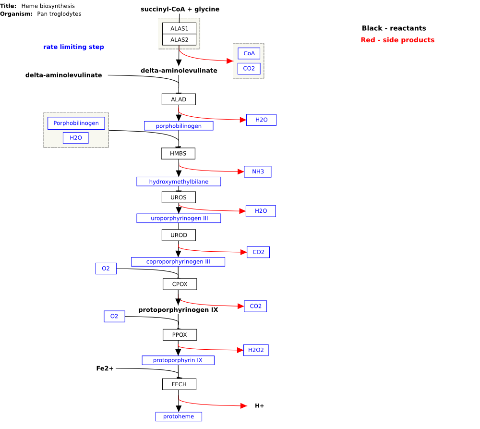 Title: Heme biosynthesis
Organism: Pan troglodytes
succinyl-CoA + glycine
ALAS1
ALAS2
Black - reactants
Red - side products
rate limiting step
CoA
CO2
delta-aminolevulinate
delta-aminolevulinate
ALAD
H2O
porphobilinogen
Porphobilinogen
H2O
HMBS
NH3
hydroxymethylbilane
UROS
H2O
uroporphyrinogen III
UROD
CO2
coproporphyrinogen III
O2
CPOX
CO2
protoporphyrinogen IX
O2
PPOX
H2O2
protoporphyrin IX
Fe2+
FECH
H+
protoheme